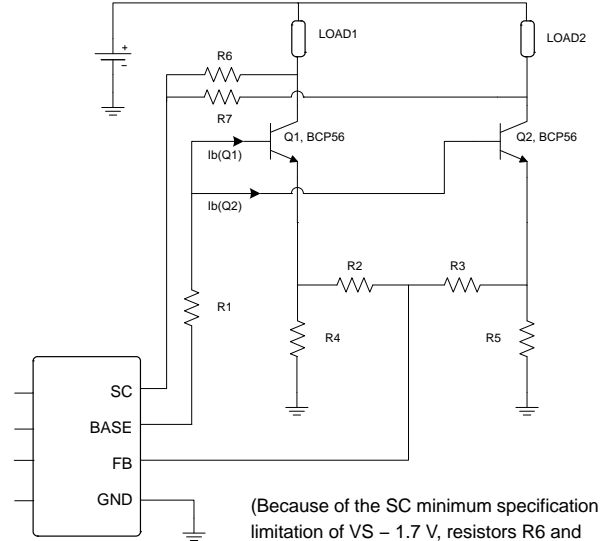 LOAD1
LOAD2
+
−
R6
R7
Q1, BCP56
Q2, BCP56
Ib(Q1)
Ib(Q2)
R2
R3
R1
R4
R5
SC
BASE
FB
GND
(Because of the SC minimum specification
limitation of VS − 1.7 V, resistors R6 and